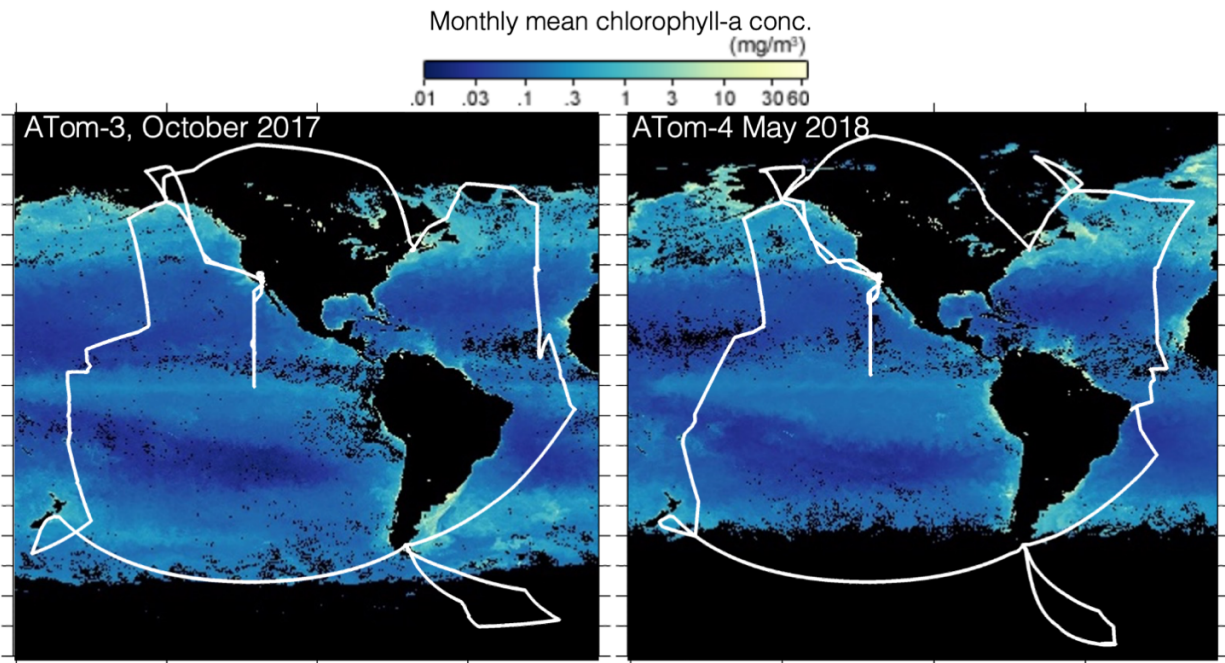 Monthly mean chlorophyll-a conc.
(mg/m³)
.01 .03 .1 .3 1 3 10 30 60
ATom-3, October 2017
ATom-4 May 2018